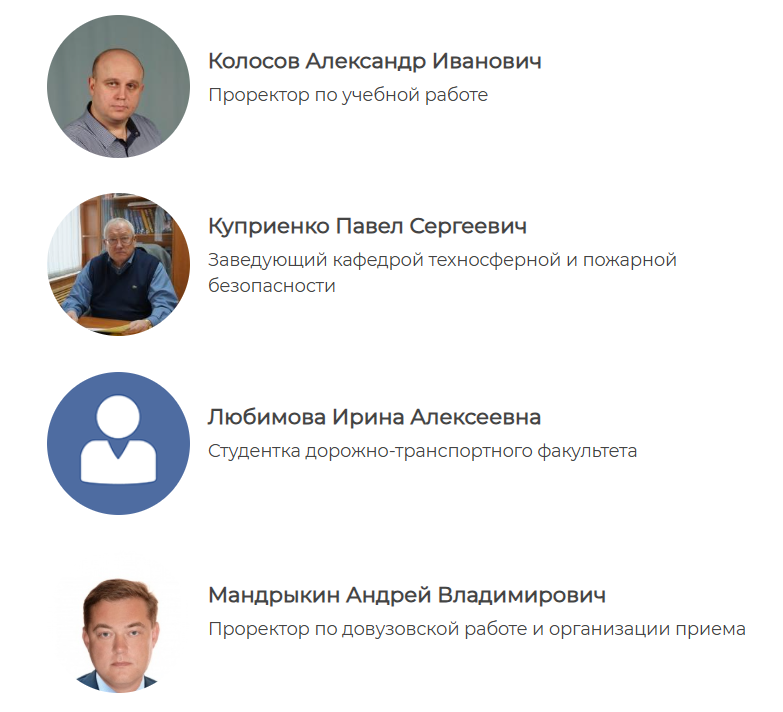 Колосов Александр Иванович
Проректор по учебной работе
Куприенко Павел Сергеевич
Заведующий кафедрой техносферной и пожарной
безопасности
Любимова Ирина Алексеевна
Студентка дорожно-транспортного факультета
Мандрыкин Андрей Владимирович
Проректор по довузовской работе и организации приема